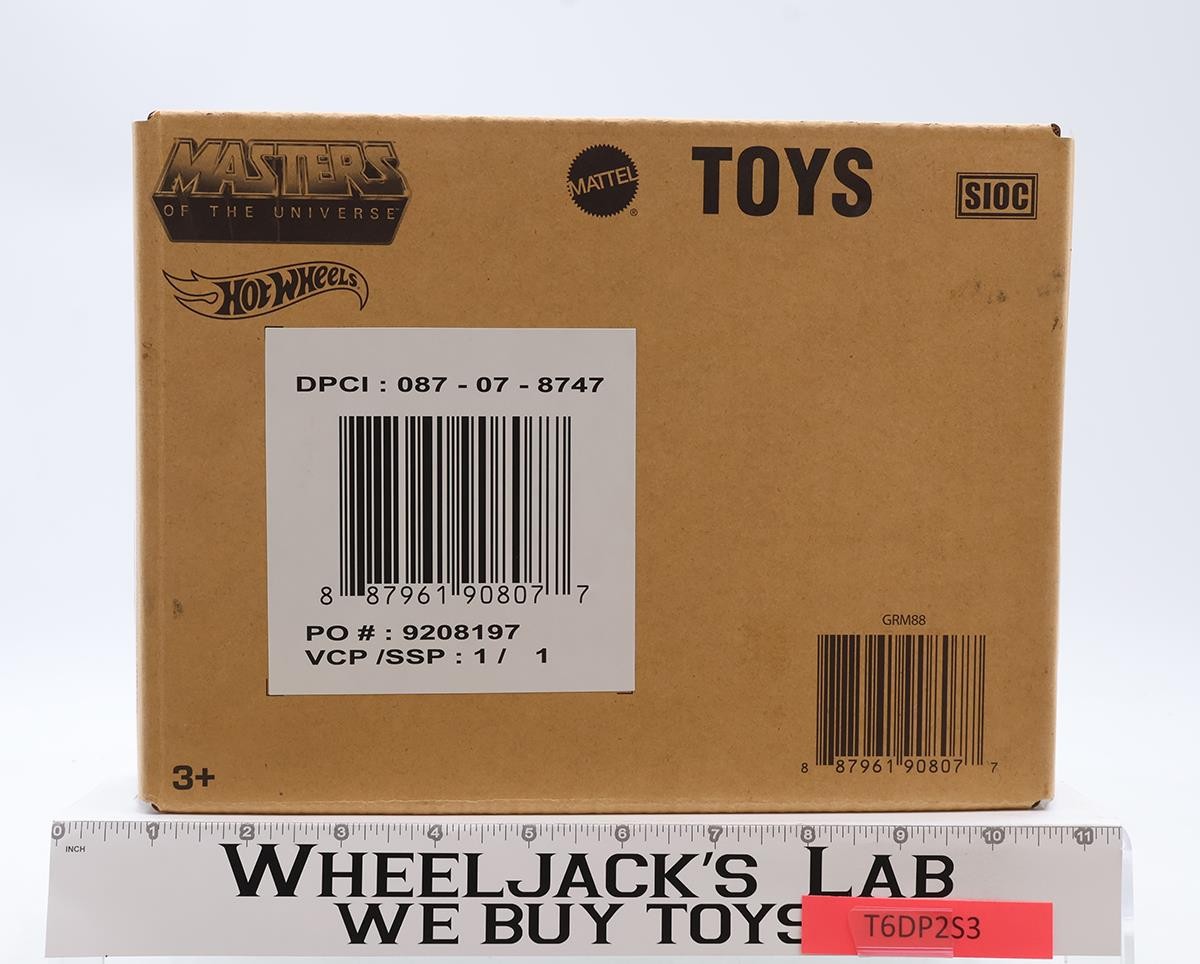 MASTERS
OF THE UNIVERSE™
MATTEL®
TOYS
SIOC
HOT WHEELS
DPCI : 087 - 07 - 8747
8 87961 90807 7
PO # : 9208197
VCP /SSP : 1 / 1
GRM88
8 87961 90807 7
3+
0 1 2 3 4 5 6 7 8 9 10 11
INCH
WHEELJACK'S LAB
WE BUY TOYS
T6DP2S3